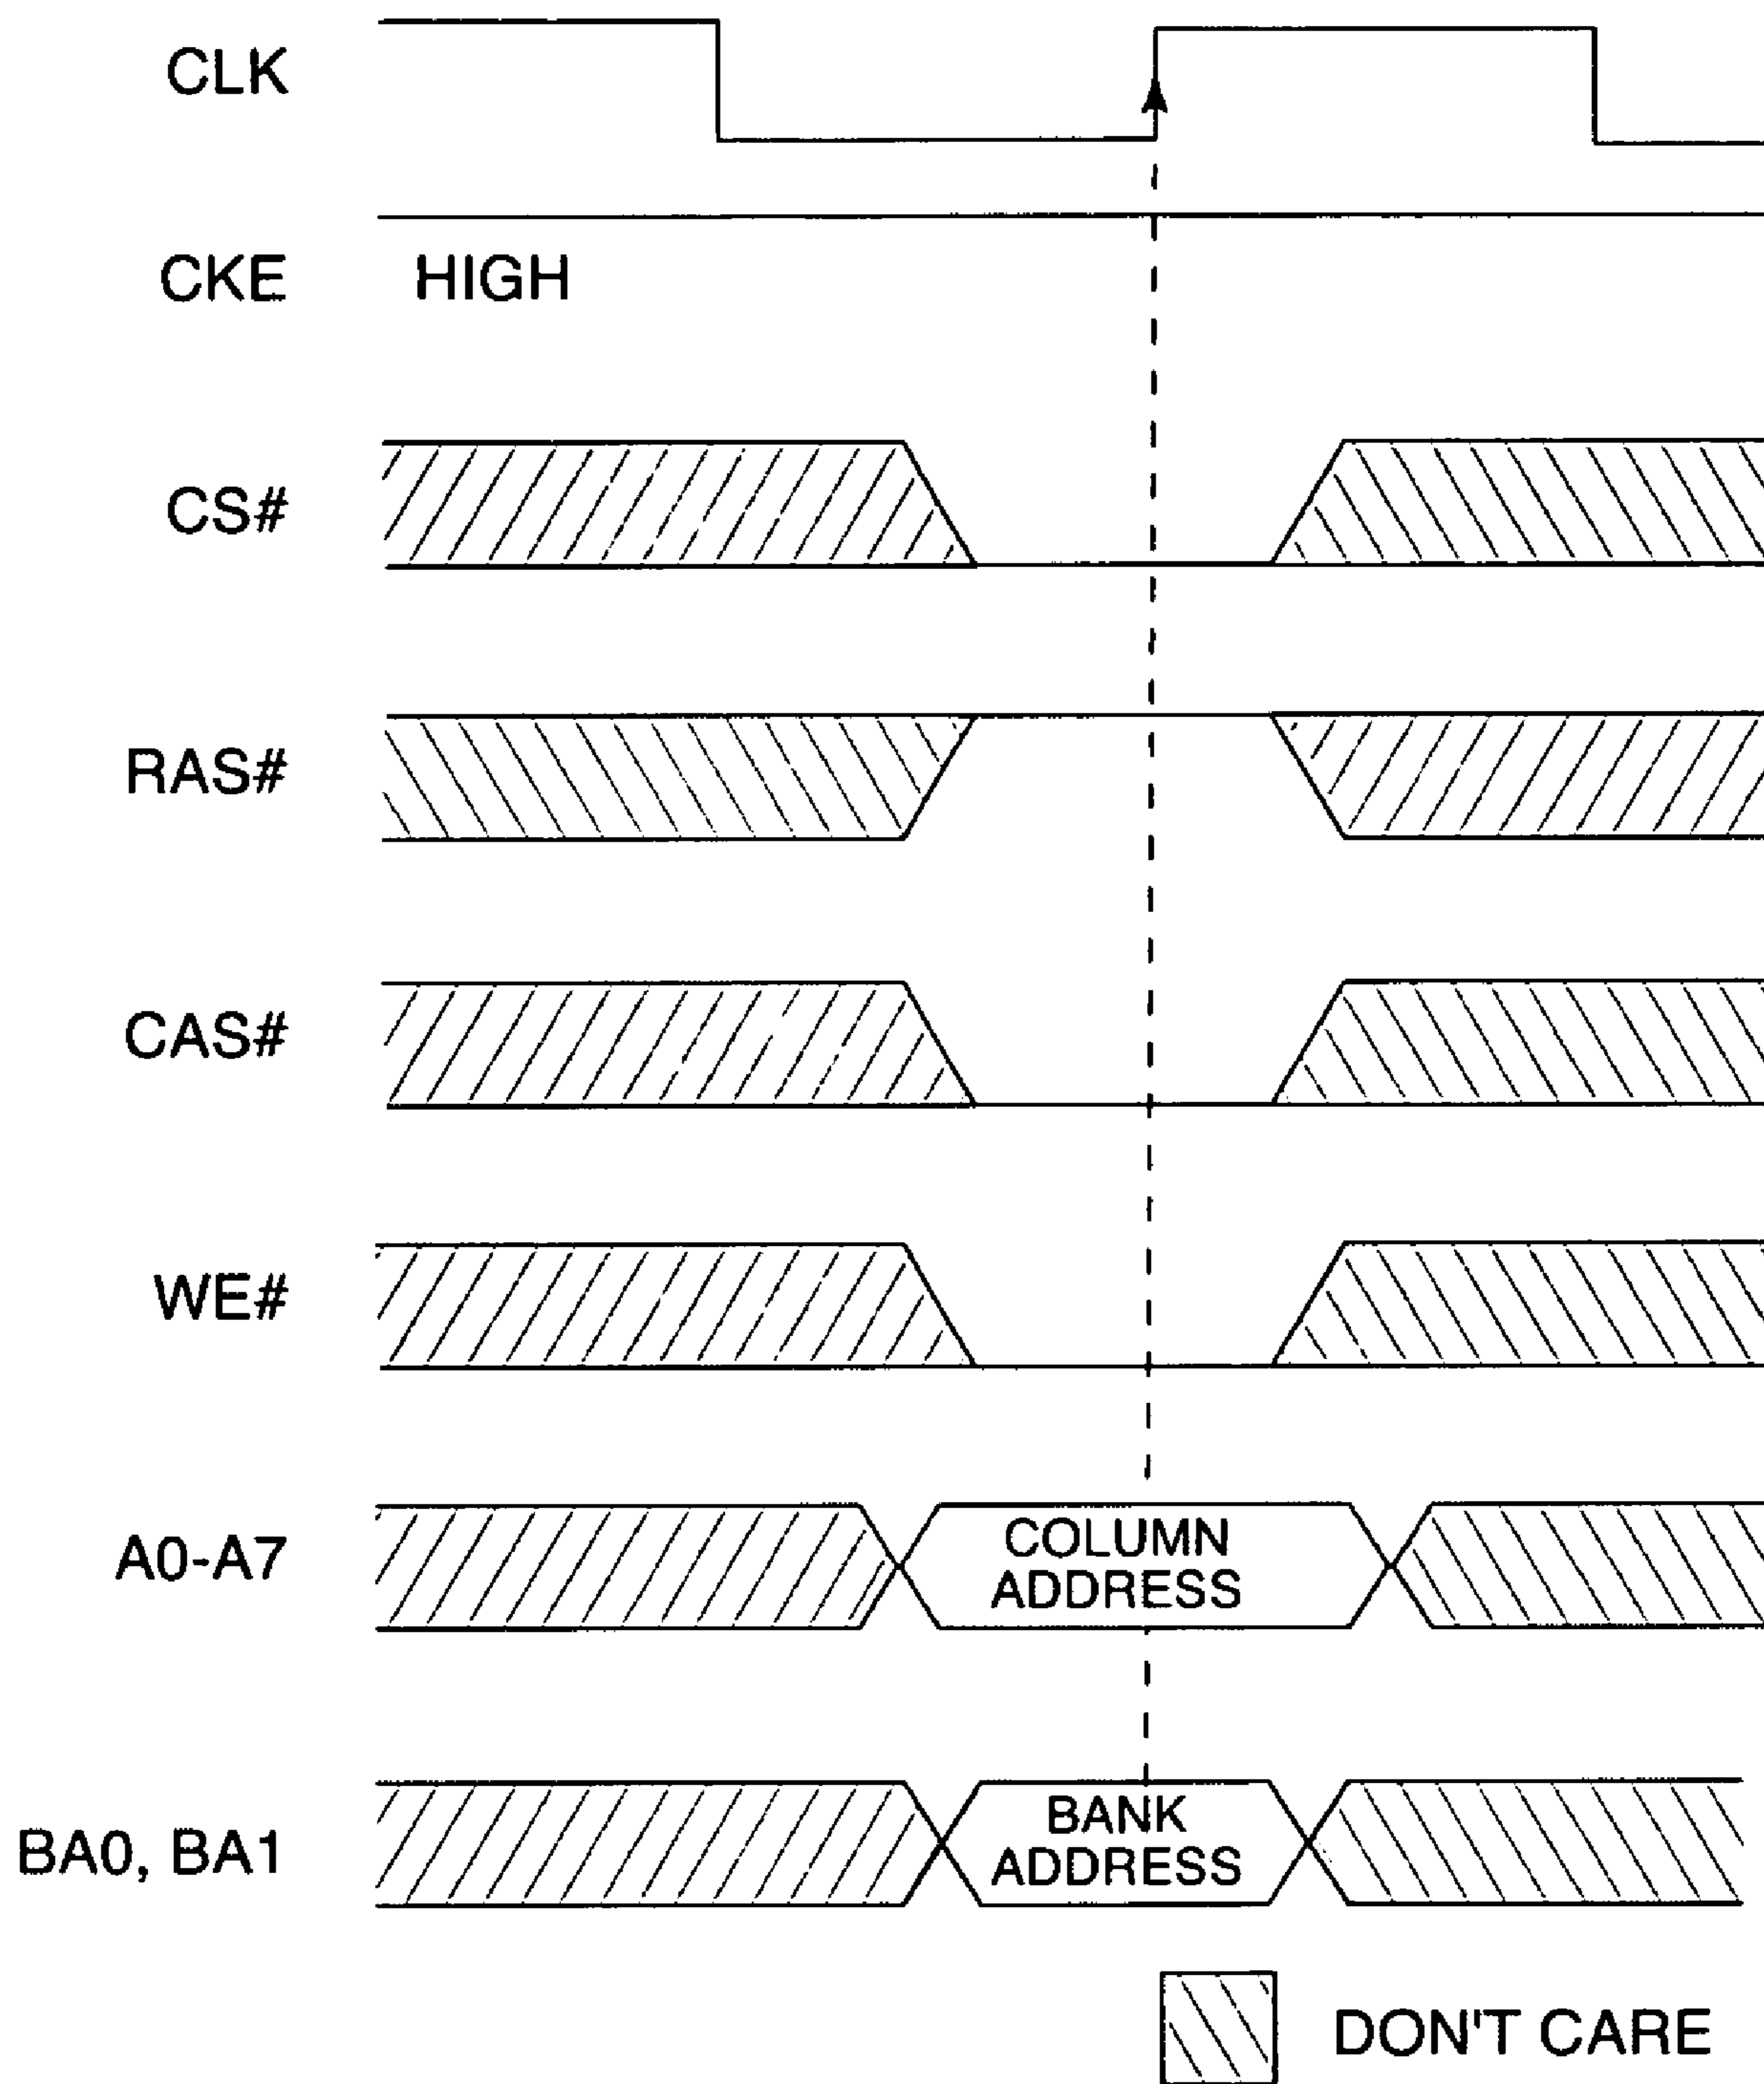 CLK
CKE HIGH
CS#
RAS#
CAS#
WE#
A0-A7
COLUMN
ADDRESS
BA0, BA1
BANK
ADDRESS
DON'T CARE